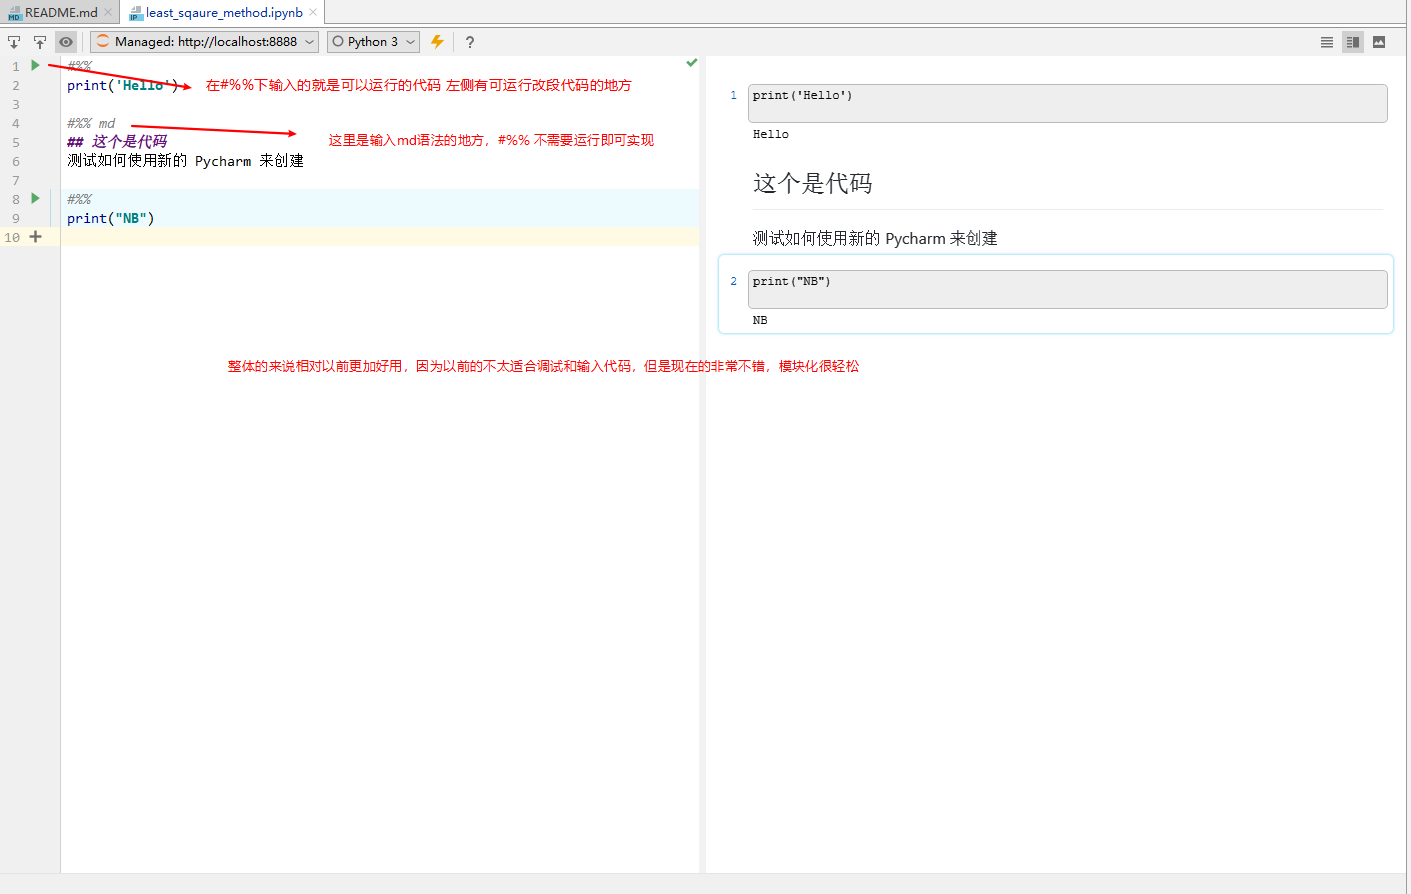 README.md
least_sqaure_method.ipynb
Managed: http://localhost:8888
Python 3
?
1 #%%
2 print('Hello')
在#%%下输入的就是可以运行的代码 左侧有可运行改段代码的地方
3
4 #%% md
5 ## 这个是代码
这里是输入md语法的地方，#%% 不需要运行即可实现
6 测试如何使用新的 Pycharm 来创建
7
8 #%%
9 print("NB")
10
1 print('Hello')
Hello
这个是代码
测试如何使用新的 Pycharm 来创建
2 print("NB")
NB
整体的来说相对以前更加好用，因为以前的不太适合调试和输入代码，但是现在的非常不错，模块化很轻松